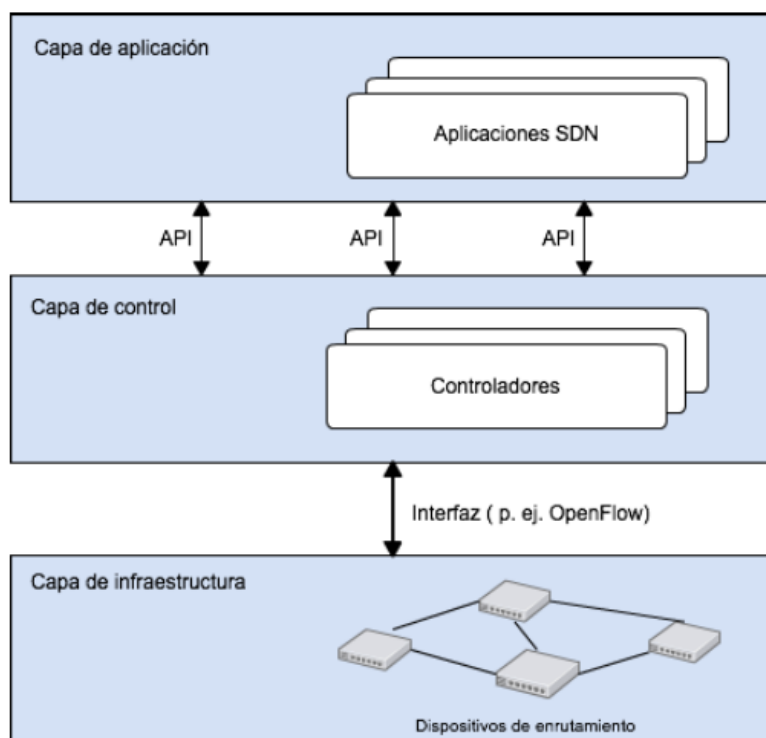 Capa de aplicación
Aplicaciones SDN
API
API
API
Capa de control
Controladores
Interfaz ( p. ej. OpenFlow)
Capa de infraestructura
Dispositivos de enrutamiento